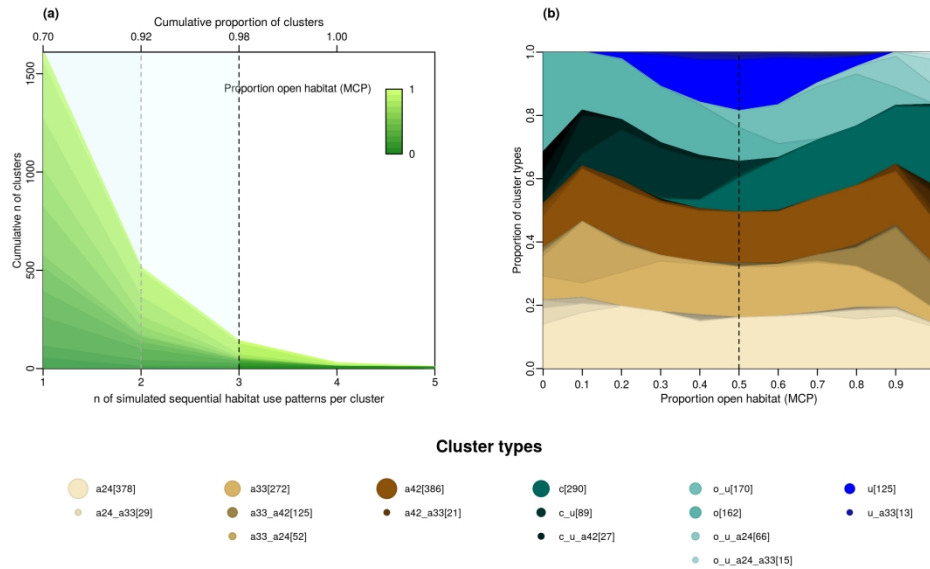 (a)
Cumulative proportion of clusters
0.70 0.92 0.98 1.00
Cumulative n of clusters
0 500 1000 1500
Proportion open habitat (MCP)
1
0
1 2 3 4 5
n of simulated sequential habitat use patterns per cluster
(b)
Proportion of cluster types
0.0 0.2 0.4 0.6 0.8 1.0
0 0.1 0.2 0.3 0.4 0.5 0.6 0.7 0.8 0.9
Proportion open habitat (MCP)
Cluster types
a24[378] a33[272] a42[386] c[290] o_u[170] u[125]
a24_a33[29] a33_a42[125] a42_a33[21] c_u[89] o[162] u_a33[13]
a33_a24[52] c_u_a42[27] o_u_a24[66]
o_u_a24_a33[15]